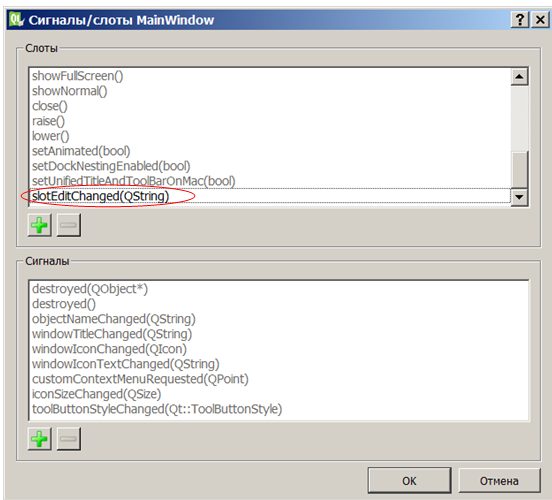 Сигналы/слоты MainWindow
Слоты
showFullScreen()
showNormal()
close()
raise()
lower()
setAnimated(bool)
setDockNestingEnabled(bool)
setUnifiedTitleAndToolBarOnMac(bool)
slotEditChanged(QString)
Сигналы
destroyed(QObject*)
destroyed()
objectNameChanged(QString)
windowTitleChanged(QString)
windowIconChanged(QIcon)
windowIconTextChanged(QString)
customContextMenuRequested(QPoint)
iconSizeChanged(QSize)
toolButtonStyleChanged(Qt::ToolButtonStyle)
ОК Отмена